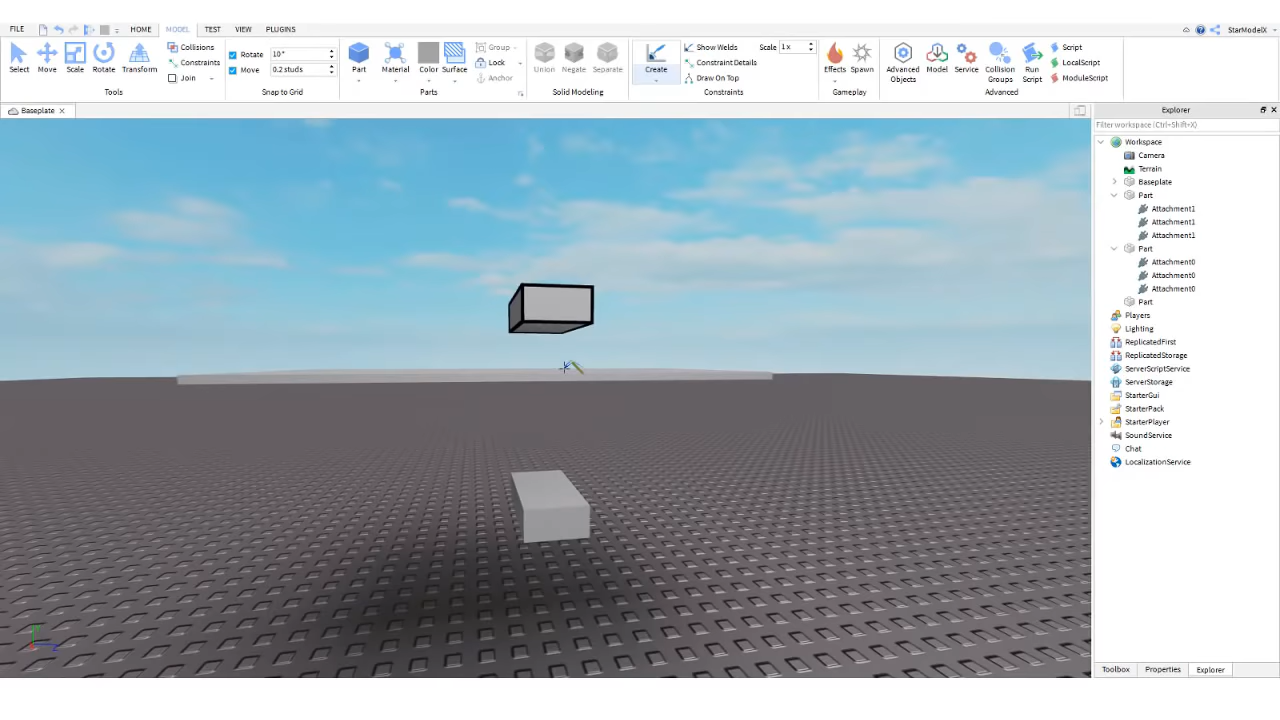 FILE HOME MODEL TEST VIEW PLUGINS StarModelX
Select Move Scale Rotate Transform Collisions Constraints Join Tools
Rotate 10° Move 0.2 studs Snap to Grid
Part Material Color Surface Group Lock Anchor Parts
Union Negate Separate Solid Modeling
Create Show Welds Scale 1x Constraint Details Draw On Top Constraints
Effects Spawn Gameplay
Advanced Objects Model Service Collision Groups Run Script Script LocalScript ModuleScript Advanced
Baseplate
Explorer
Filter workspace (Ctrl+Shift+X)
Workspace
Camera
Terrain
Baseplate
Part
Attachment1
Attachment1
Attachment1
Part
Attachment0
Attachment0
Attachment0
Part
Players
Lighting
ReplicatedFirst
ReplicatedStorage
ServerScriptService
ServerStorage
StarterGui
StarterPack
StarterPlayer
SoundService
Chat
LocalizationService
Toolbox Properties Explorer